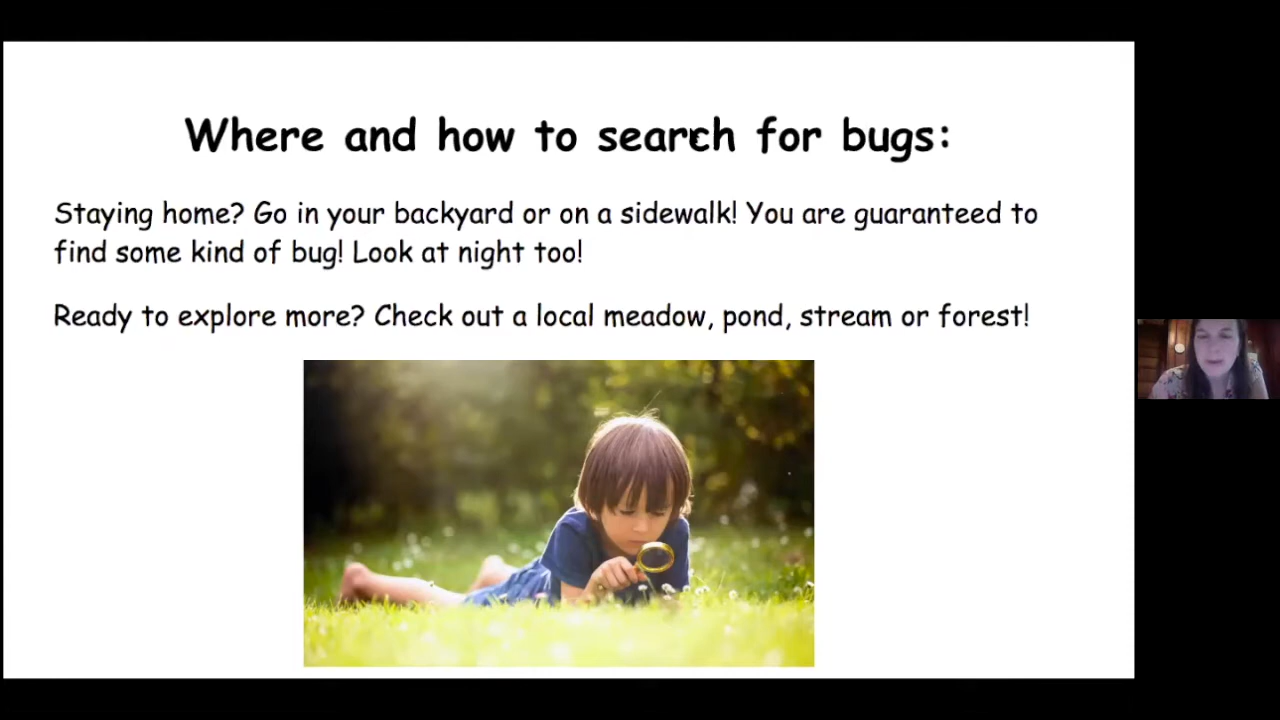 Where and how to search for bugs:
Staying home? Go in your backyard or on a sidewalk! You are guaranteed to
find some kind of bug! Look at night too!
Ready to explore more? Check out a local meadow, pond, stream or forest!